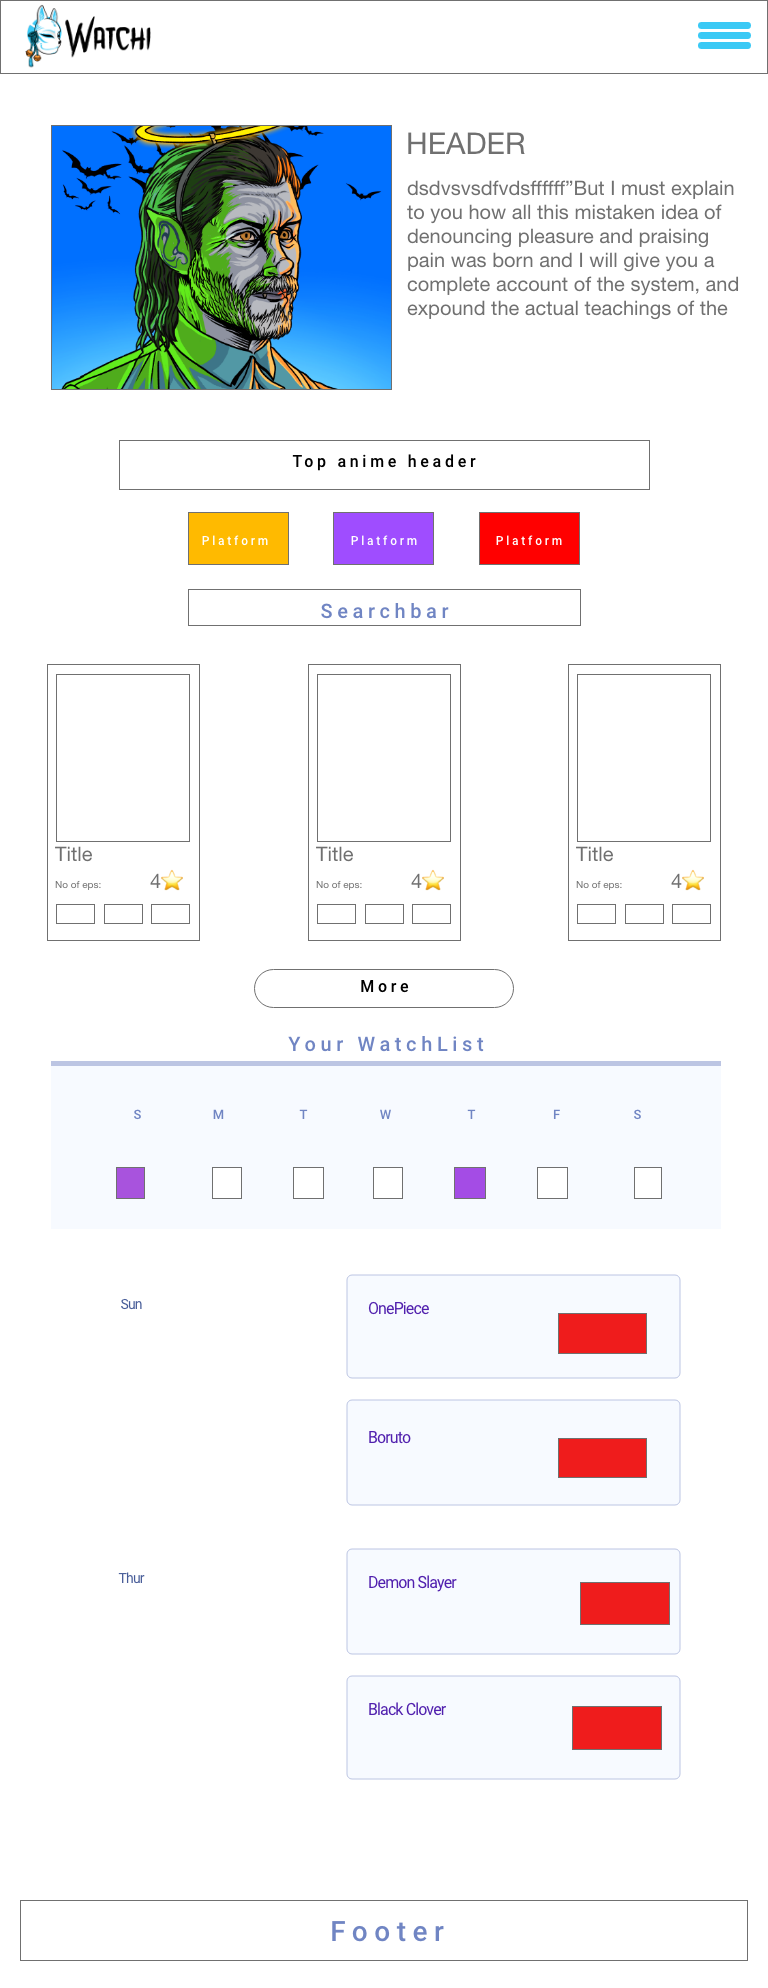 WATCHI
HEADER
dsdvsvsdfvdsffffff”But I must explain
to you how all this mistaken idea of
denouncing pleasure and praising
pain was born and I will give you a
complete account of the system, and
expound the actual teachings of the
Top anime header
Platform Platform Platform
Searchbar
Title Title Title
No of eps: 4 No of eps: 4 No of eps: 4
More
Your WatchList
S M T W T F S
Sun
OnePiece
Boruto
Thur
Demon Slayer
Black Clover
Footer